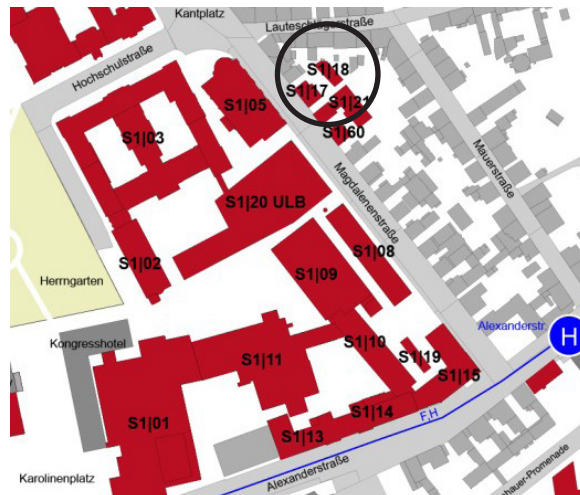 Kantplatz
Lauteschlägerstraße
Hochschulstraße
S1|18
S1|17
S1|05
S1|21
S1|03
S1|60
Mauerstraße
Magdalenenstraße
S1|20 ULB
S1|02
S1|08
Herrngarten
S1|09
Alexanderstr.
H
Kongresshotel
S1|10
S1|19
S1|11
S1|15
S1|01
S1|14
F,H
S1|13
Alexanderstraße
Karolinenplatz
hauer-Promenade